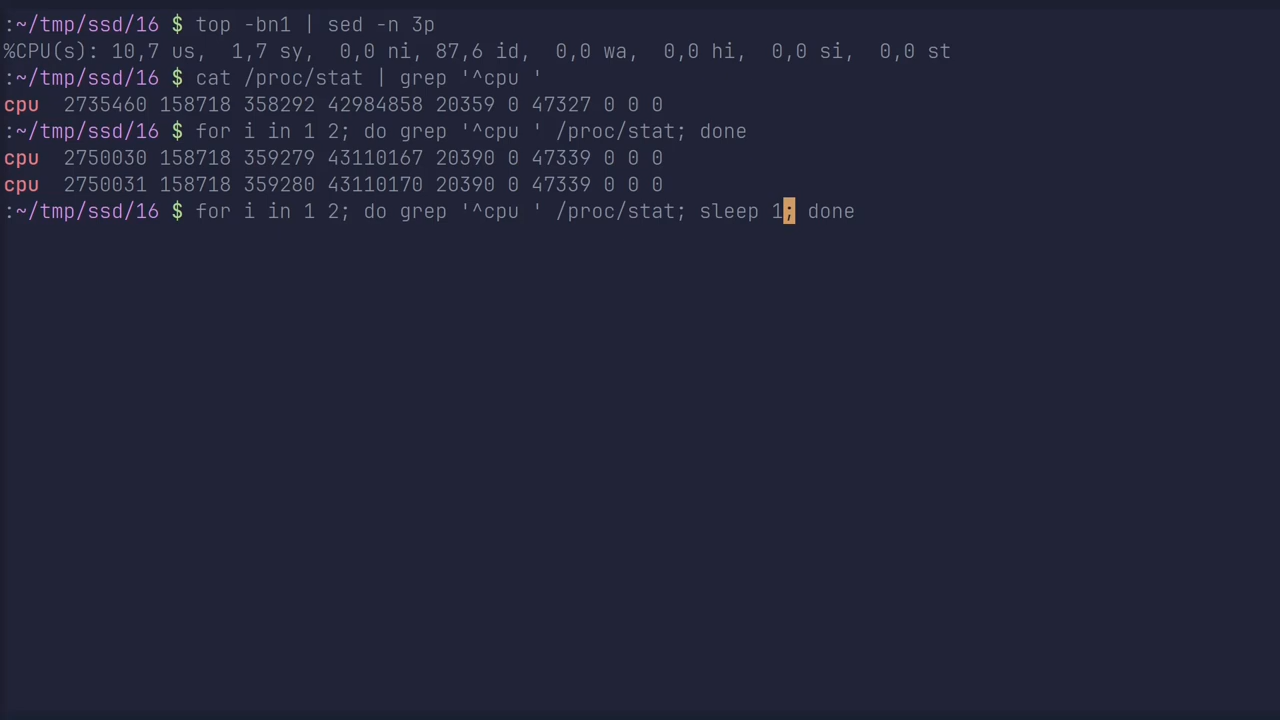 :~/tmp/ssd/16 $ top -bn1 | sed -n 3p
%CPU(s): 10,7 us,  1,7 sy,  0,0 ni, 87,6 id,  0,0 wa,  0,0 hi,  0,0 si,  0,0 st
:~/tmp/ssd/16 $ cat /proc/stat | grep '^cpu '
cpu  2735460 158718 358292 42984858 20359 0 47327 0 0 0
:~/tmp/ssd/16 $ for i in 1 2; do grep '^cpu ' /proc/stat; done
cpu  2750030 158718 359279 43110167 20390 0 47339 0 0 0
cpu  2750031 158718 359280 43110170 20390 0 47339 0 0 0
:~/tmp/ssd/16 $ for i in 1 2; do grep '^cpu ' /proc/stat; sleep 1; done